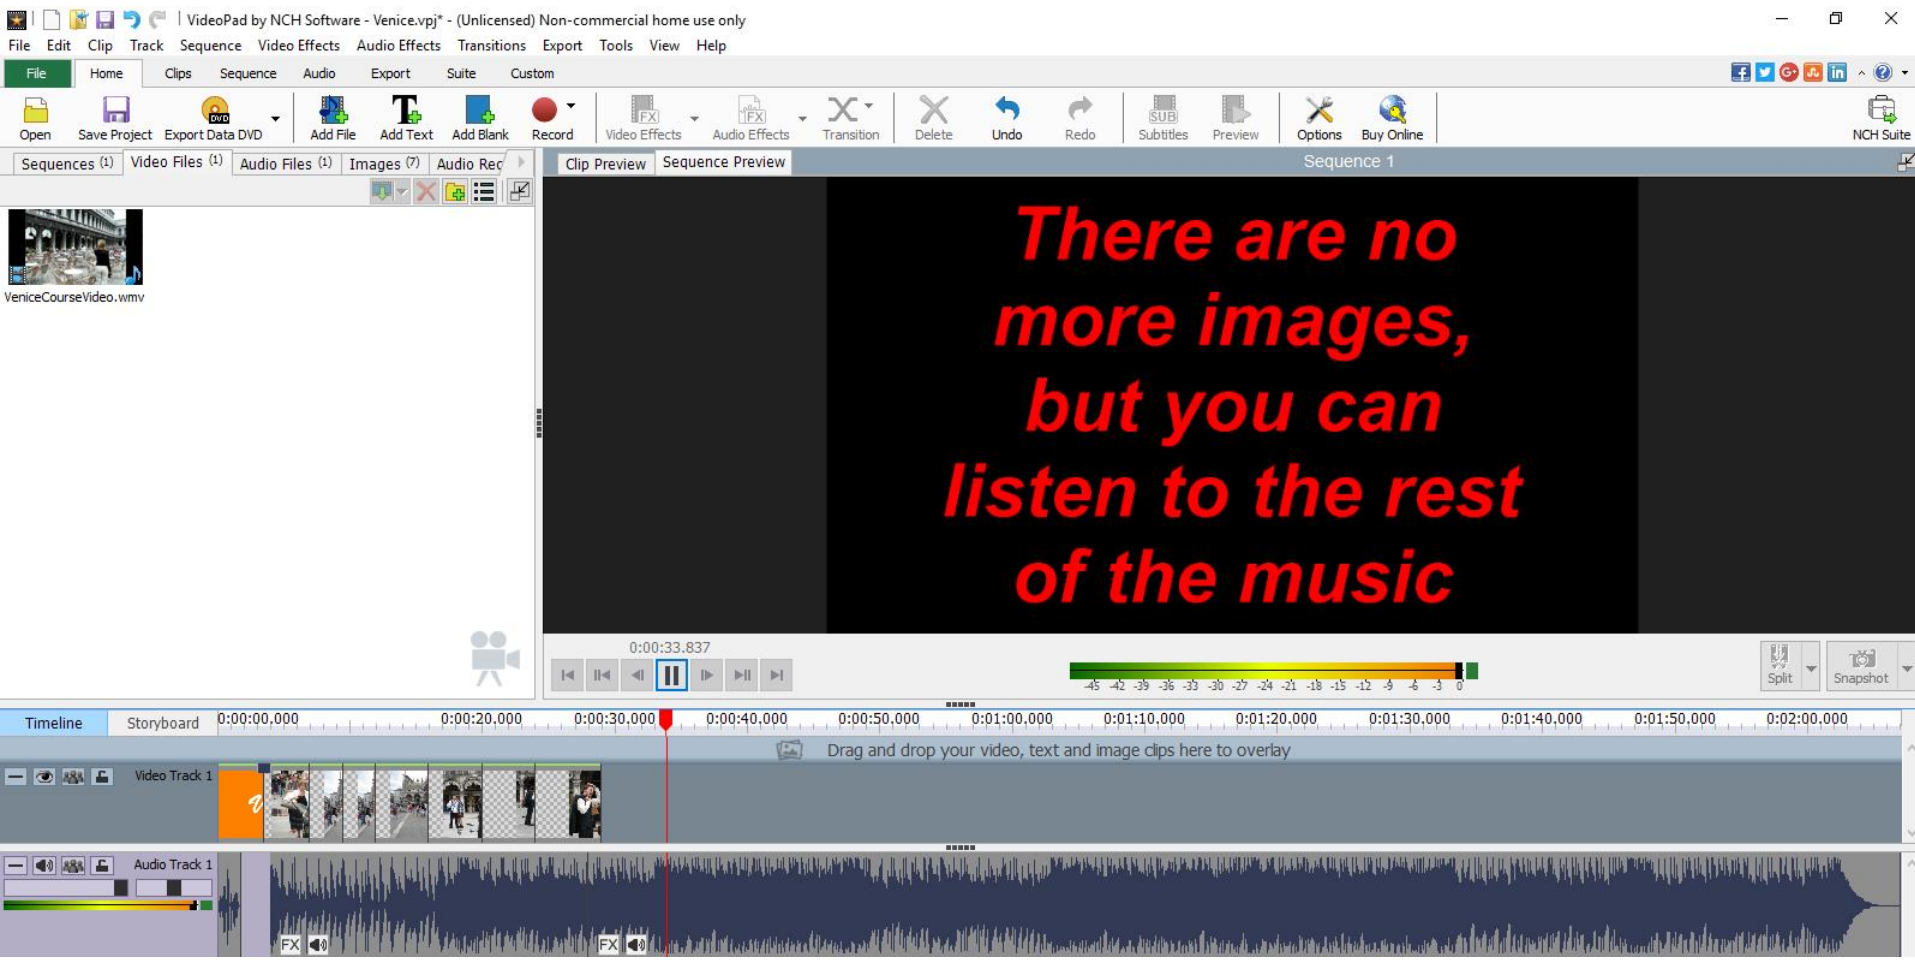 VideoPad by NCH Software - Venice.vpj* - (Unlicensed) Non-commercial home use only
File Edit Clip Track Sequence Video Effects Audio Effects Transitions Export Tools View Help
File Home Clips Sequence Audio Export Suite Custom
Open Save Project Export Data DVD Add File Add Text Add Blank Record Video Effects Audio Effects Transition Delete Undo Redo Subtitles Preview Options Buy Online NCH Suite
Sequences (1) Video Files (1) Audio Files (1) Images (7) Audio Rec
Clip Preview Sequence Preview Sequence 1
VeniceCourseVideo.wmv
There are no
more images,
but you can
listen to the rest
of the music
0:00:33.837
-45 -42 -39 -36 -33 -30 -27 -24 -21 -18 -15 -12 -9 -6 -3 0
Split Snapshot
Timeline Storyboard 0:00:00,000 0:00:20,000 0:00:30,000 0:00:40,000 0:00:50,000 0:01:00,000 0:01:10,000 0:01:20,000 0:01:30,000 0:01:40,000 0:01:50,000 0:02:00,000
Drag and drop your video, text and image clips here to overlay
Video Track 1
V
Audio Track 1
FX FX